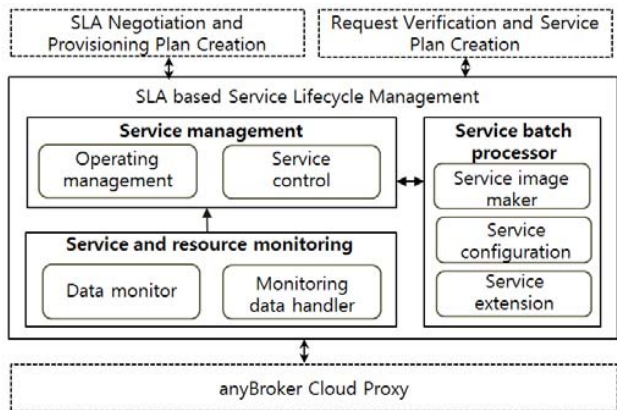 SLA Negotiation and
Provisioning Plan Creation
Request Verification and Service
Plan Creation
SLA based Service Lifecycle Management
Service management
Operating
management
Service
control
Service batch
processor
Service image
maker
Service
configuration
Service
extension
Service and resource monitoring
Data monitor
Monitoring
data handler
anyBroker Cloud Proxy